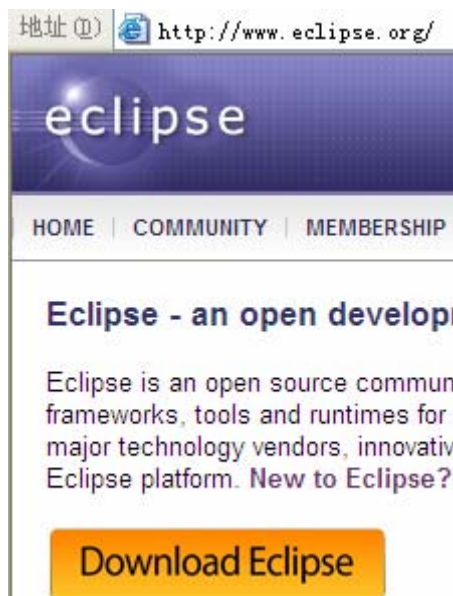 地址(D) http://www.eclipse.org/
eclipse
HOME | COMMUNITY | MEMBERSHIP
Eclipse - an open develop
Eclipse is an open source commun
frameworks, tools and runtimes for
major technology vendors, innovativ
Eclipse platform. New to Eclipse?
Download Eclipse